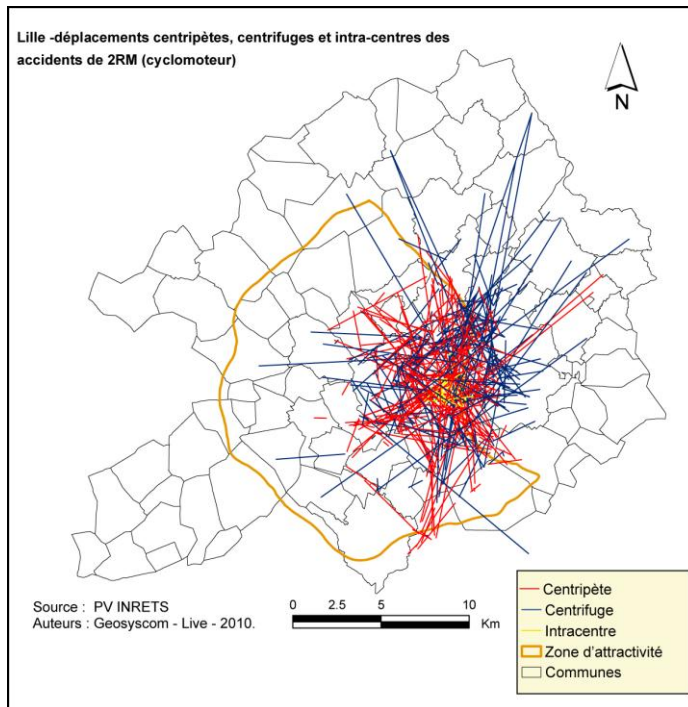 Lille -déplacements centripètes, centrifuges et intra-centres des
accidents de 2RM (cyclomoteur)
N
Source : PV INRETS
Auteurs : Geosyscom - Live - 2010.
0 2.5 5 10
Km
Centripète
Centrifuge
Intracentre
Zone d'attractivité
Communes